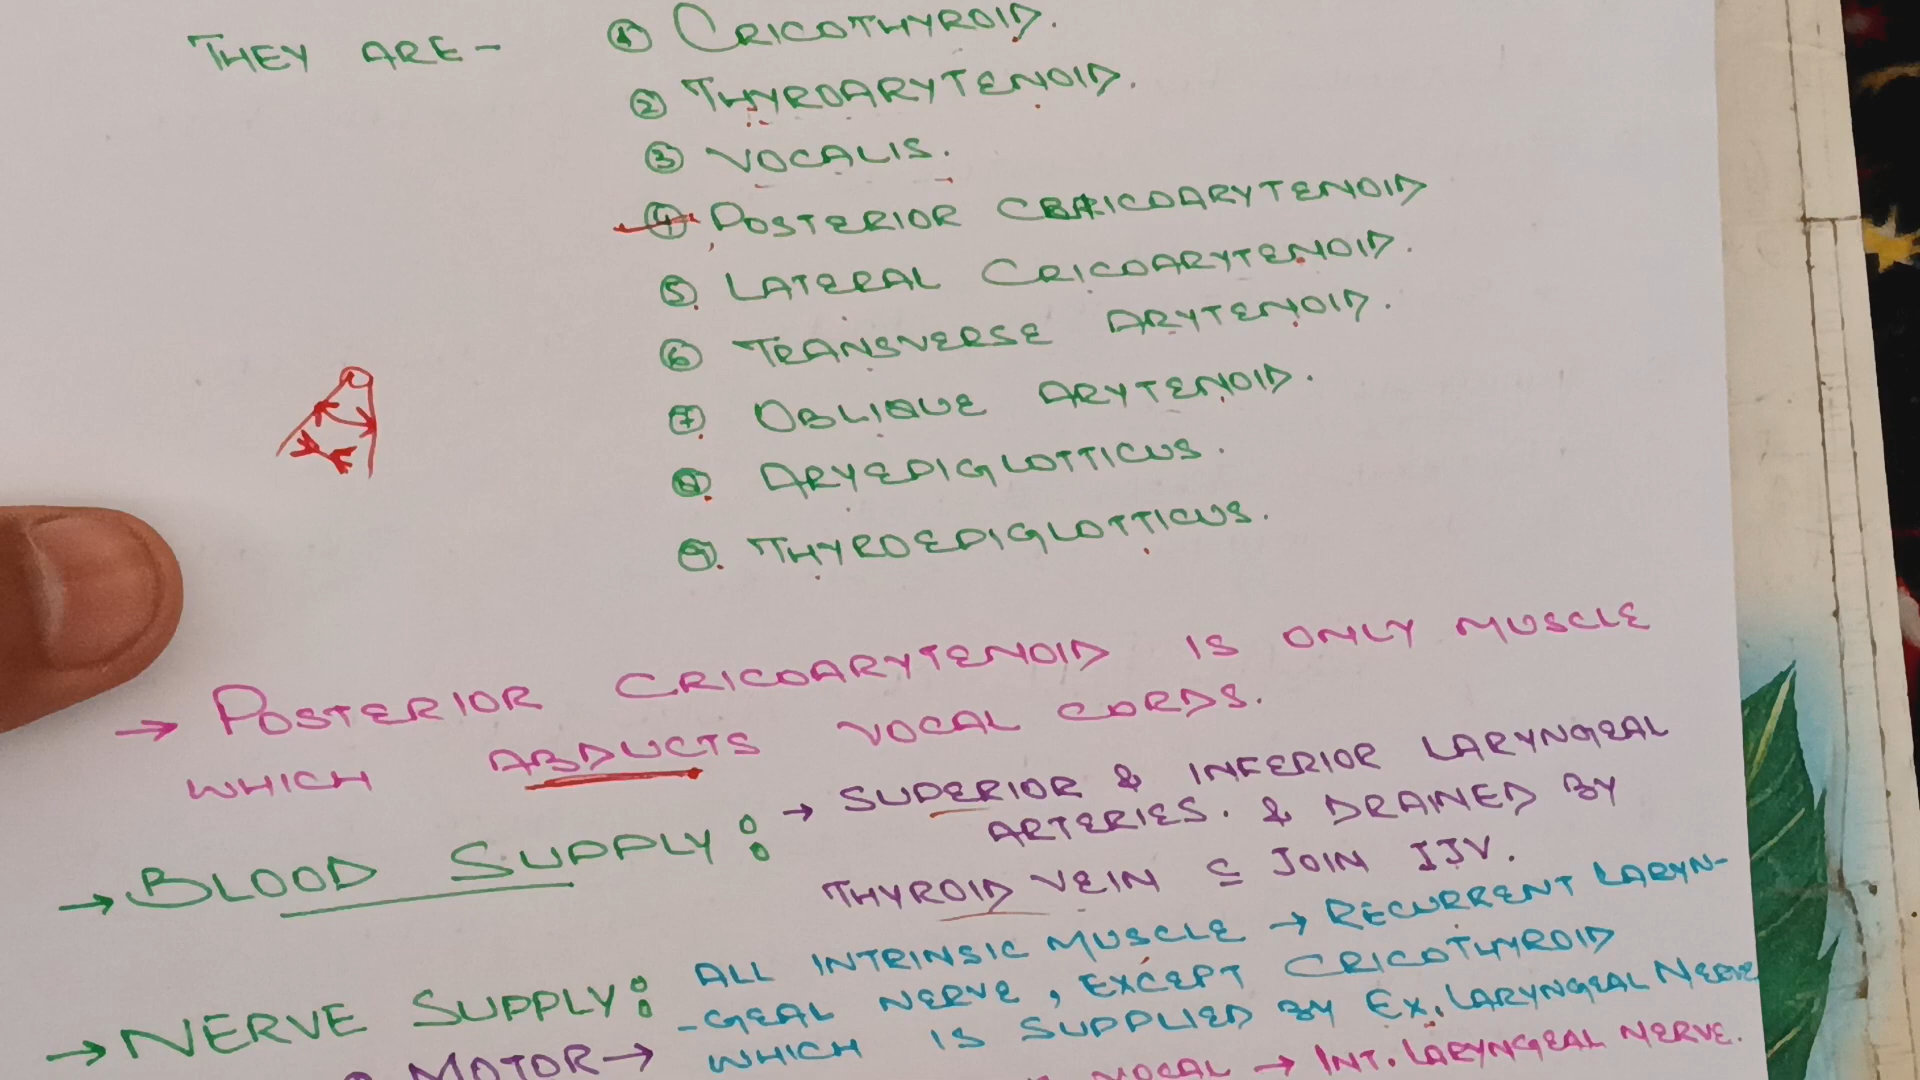 THEY ARE - ① CRICOTHYROID.
② THYROARYTENOID.
③ VOCALIS.
④ POSTERIOR CRICOARYTENOID
⑤. LATERAL CRICOARYTENOID.
⑥ TRANSVERSE ARYTENOID.
⑦. OBLIQUE ARYTENOID.
⑧. ARYEPIGLOTTICUS.
⑨. THYROEPIGLOTTICUS.
→ POSTERIOR CRICOARYTENOID IS ONLY MUSCLE
WHICH ABDUCTS VOCAL CORDS.
→ BLOOD SUPPLY : → SUPERIOR & INFERIOR LARYNGEAL
ARTERIES. & DRAINED BY
THYROID VEIN JOIN IJV.
→ NERVE SUPPLY : ALL INTRINSIC MUSCLE → RECURRENT LARYN-
-GEAL NERVE, EXCEPT CRICOTHYROID
MOTOR → WHICH IS SUPPLIED BY EX. LARYNGEAL NERVE
VOCAL → INT. LARYNGEAL NERVE.